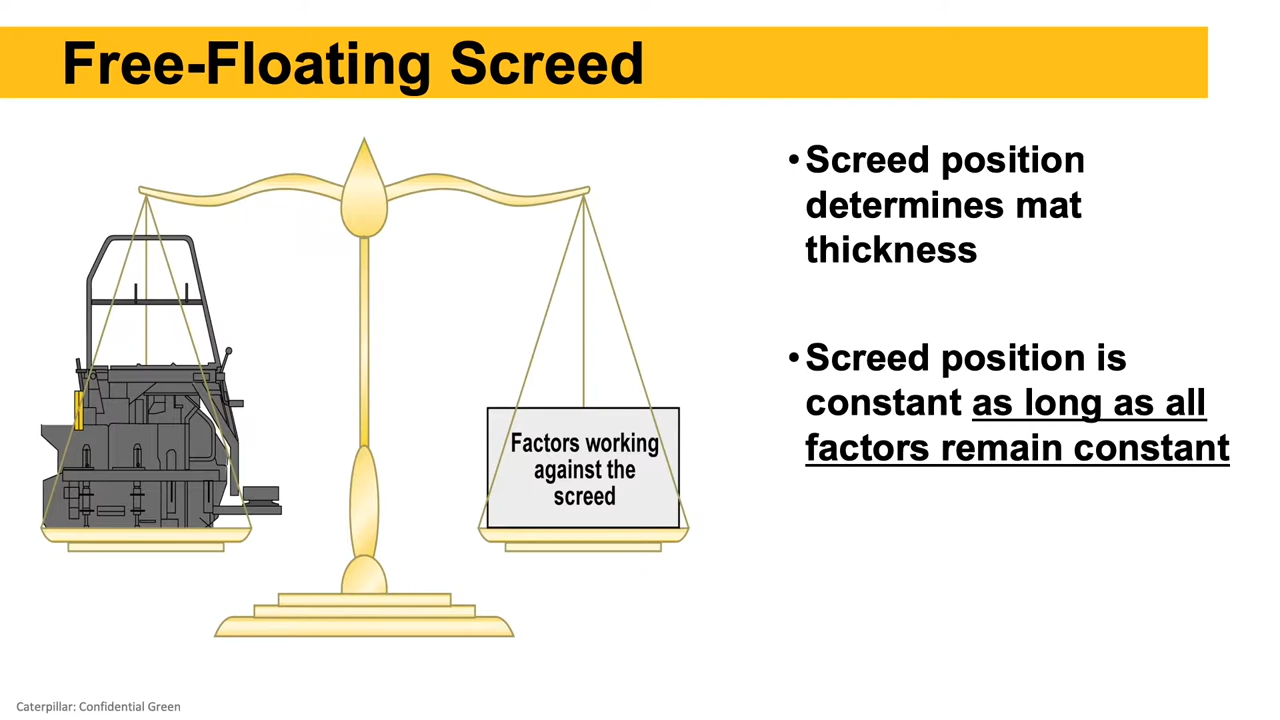 Free-Floating Screed
Factors working
against the
screed
•Screed position
determines mat
thickness
•Screed position is
constant as long as all
factors remain constant
Caterpillar: Confidential Green